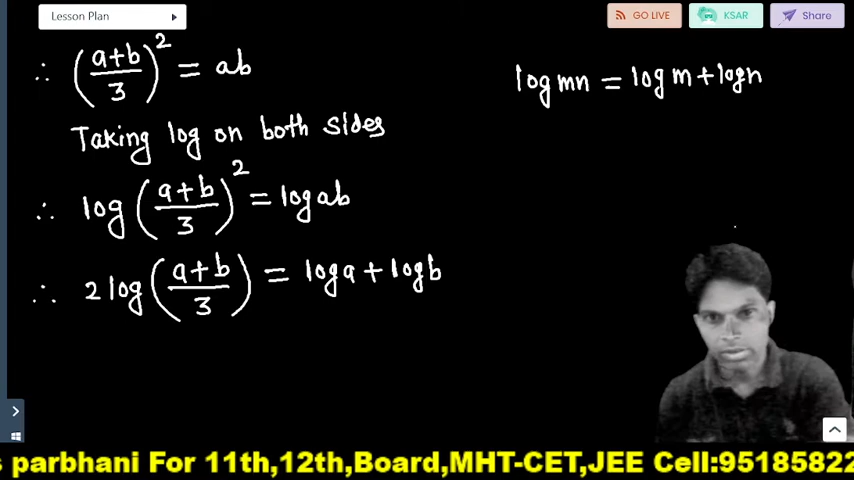 Lesson Plan
GO LIVE
KSAR
Share
∴ ((a+b)/3)² = ab
log mn = log m + log n
Taking log on both sides
∴ log ((a+b)/3)² = log ab
∴ 2 log ((a+b)/3) = log a + log b
s parbhani For 11th,12th,Board,MHT-CET,JEE Cell:95185822